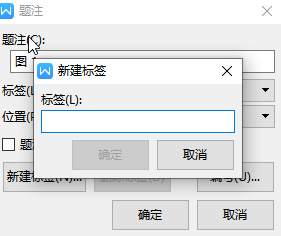 题注
题注(C):
图
新建标签
标签(L):
确定
取消
标签(L
位置(P
题
新建标签(N)...
编号(U)...
确定
取消